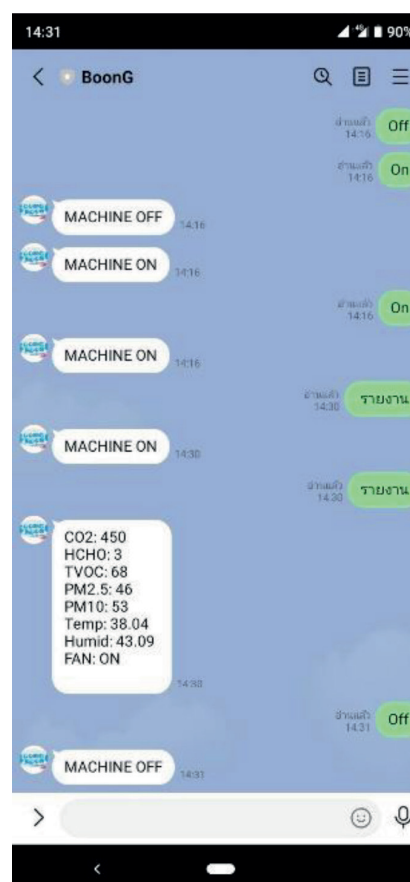 14:31
4G
90%
BoonG
อ่านแล้ว
14:16
Off
อ่านแล้ว
14:16
On
MACHINE OFF
14:16
MACHINE ON
14:16
อ่านแล้ว
14:16
On
MACHINE ON
14:16
อ่านแล้ว
14:30
รายงาน
MACHINE ON
14:30
อ่านแล้ว
14:30
รายงาน
CO2: 450
HCHO: 3
TVOC: 68
PM2.5: 46
PM10: 53
Temp: 38.04
Humid: 43.09
FAN: ON
14:30
อ่านแล้ว
14:31
Off
MACHINE OFF
14:31